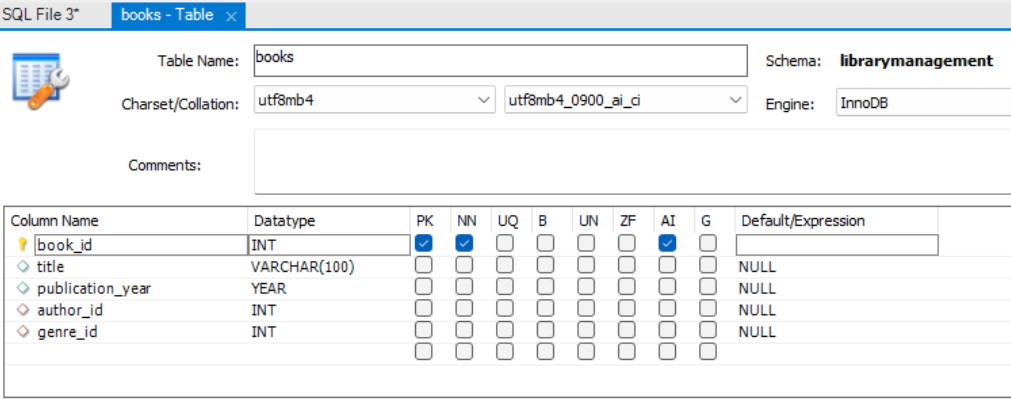 SQL File 3* books - Table ×
Table Name: books Schema: librarymanagement
Charset/Collation: utf8mb4 utf8mb4_0900_ai_ci Engine: InnoDB
Comments:
Column Name Datatype PK NN UQ B UN ZF AI G Default/Expression
book_id INT
title VARCHAR(100) NULL
publication_year YEAR NULL
author_id INT NULL
genre_id INT NULL